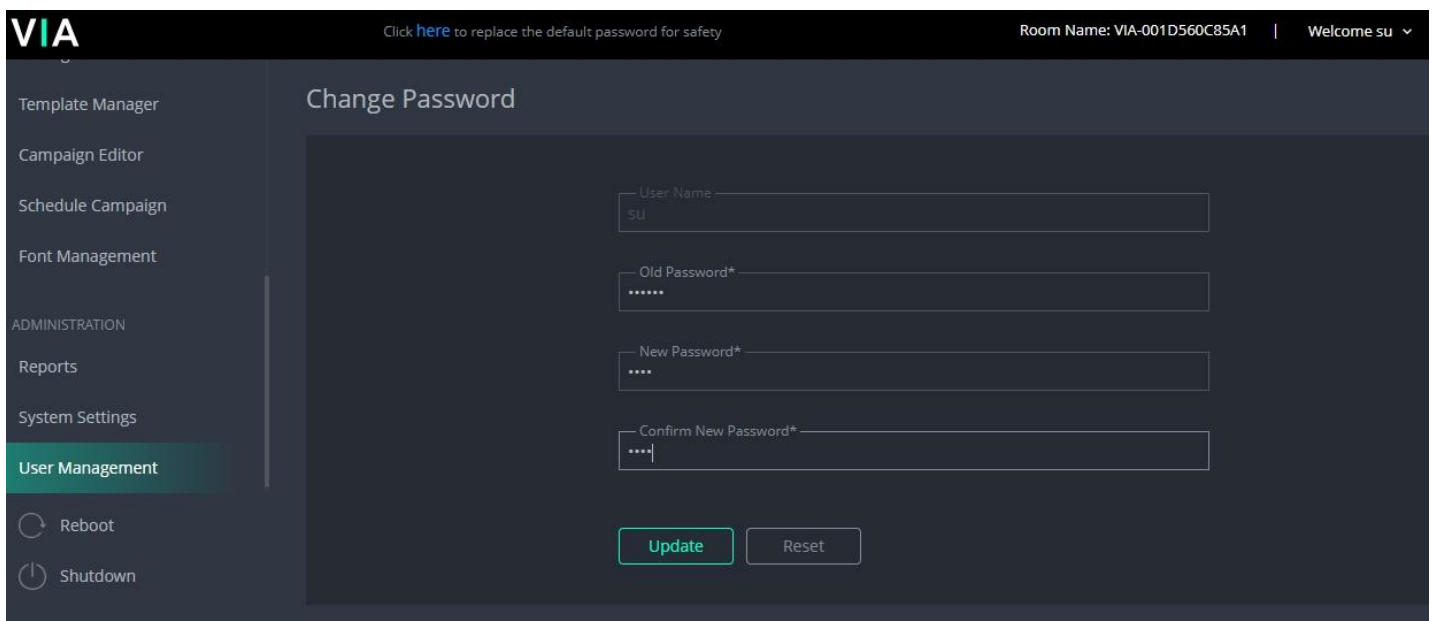 VIA
Click here to replace the default password for safety
Room Name: VIA-001D560C85A1 | Welcome su
Template Manager
Campaign Editor
Schedule Campaign
Font Management
ADMINISTRATION
Reports
System Settings
User Management
Reboot
Shutdown
Change Password
User Name
su
Old Password*
••••••
New Password*
••••
Confirm New Password*
••••
Update
Reset